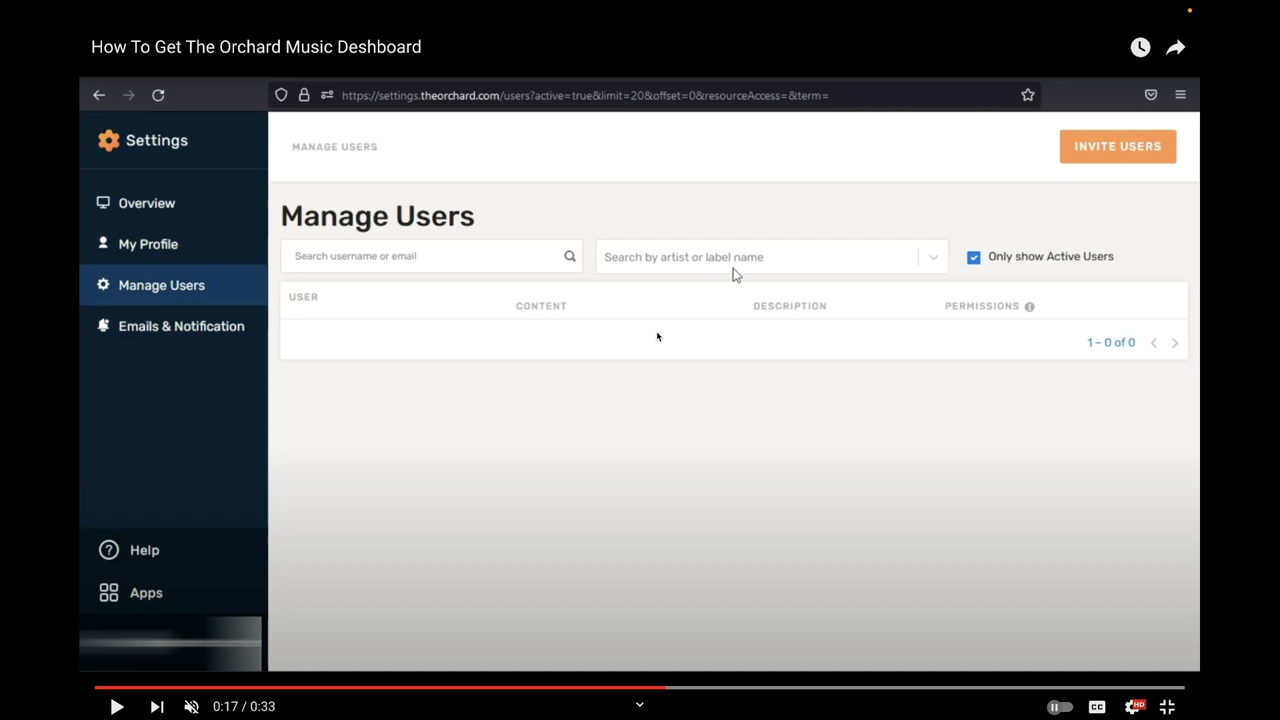 How To Get The Orchard Music Deshboard
https://settings.theorchard.com/users?active=true&limit=20&offset=0&resourceAccess=&term=
Settings
MANAGE USERS
INVITE USERS
Overview
My Profile
Manage Users
Emails & Notification
Manage Users
Search username or email
Search by artist or label name
Only show Active Users
USER
CONTENT
DESCRIPTION
PERMISSIONS
1 – 0 of 0
Help
Apps
0:17 / 0:33
CC
HD